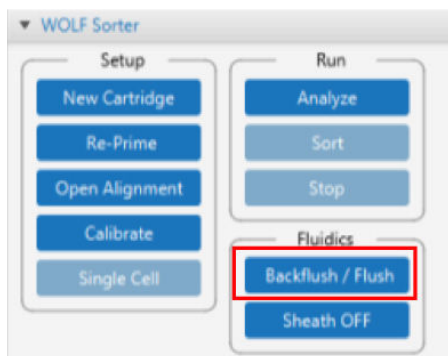 WOLF Sorter
Setup
New Cartridge
Re-Prime
Open Alignment
Calibrate
Single Cell
Run
Analyze
Sort
Stop
Fluidics
Backflush / Flush
Sheath OFF